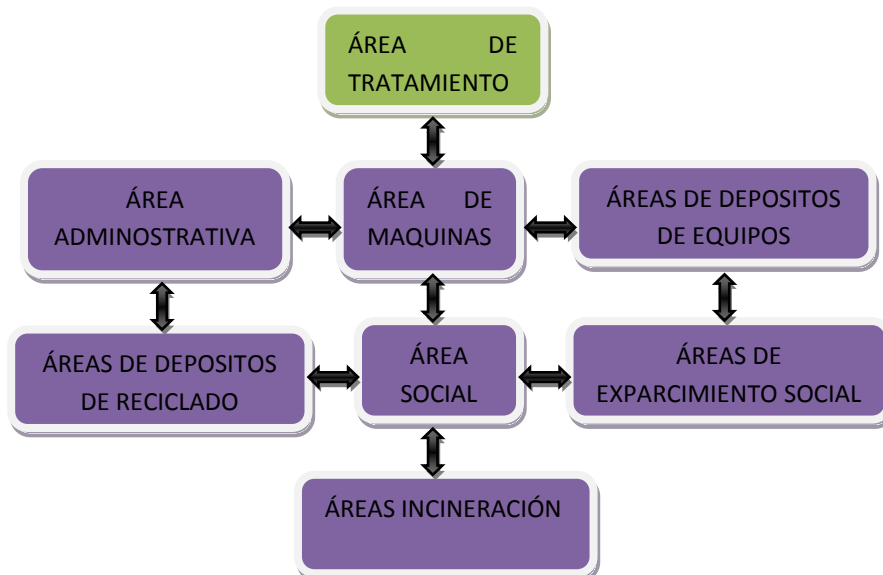 ÁREA DE
TRATAMIENTO
ÁREA
ADMINOSTRATIVA
ÁREA DE
MAQUINAS
ÁREAS DE DEPOSITOS
DE EQUIPOS
ÁREAS DE DEPOSITOS
DE RECICLADO
ÁREA
SOCIAL
ÁREAS DE
EXPARCIMIENTO SOCIAL
ÁREAS INCINERACIÓN